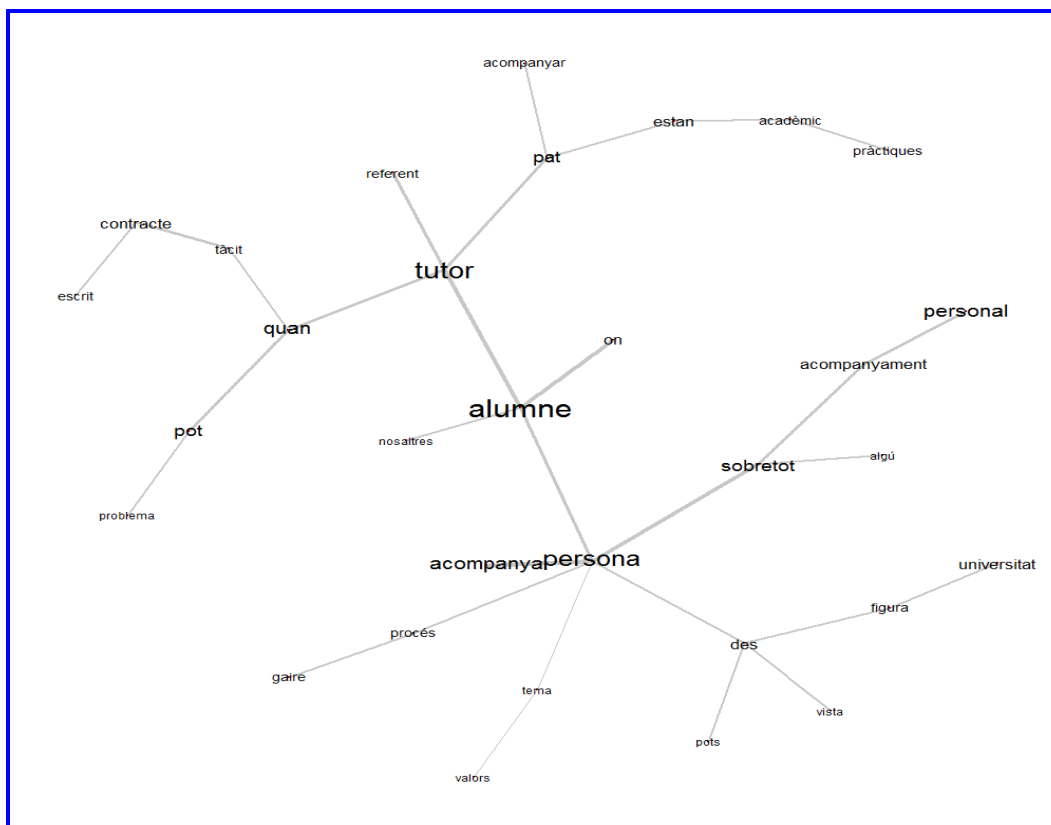 acompanyar
estan
acadèmic
pràctiques
pat
referent
contracte
tàcit
tutor
escrit
personal
quan
on
acompanyament
alumne
pot
nosaltres
algú
sobretot
problema
acompanya
persona
universitat
figura
procés
des
gaire
tema
vista
pots
valors